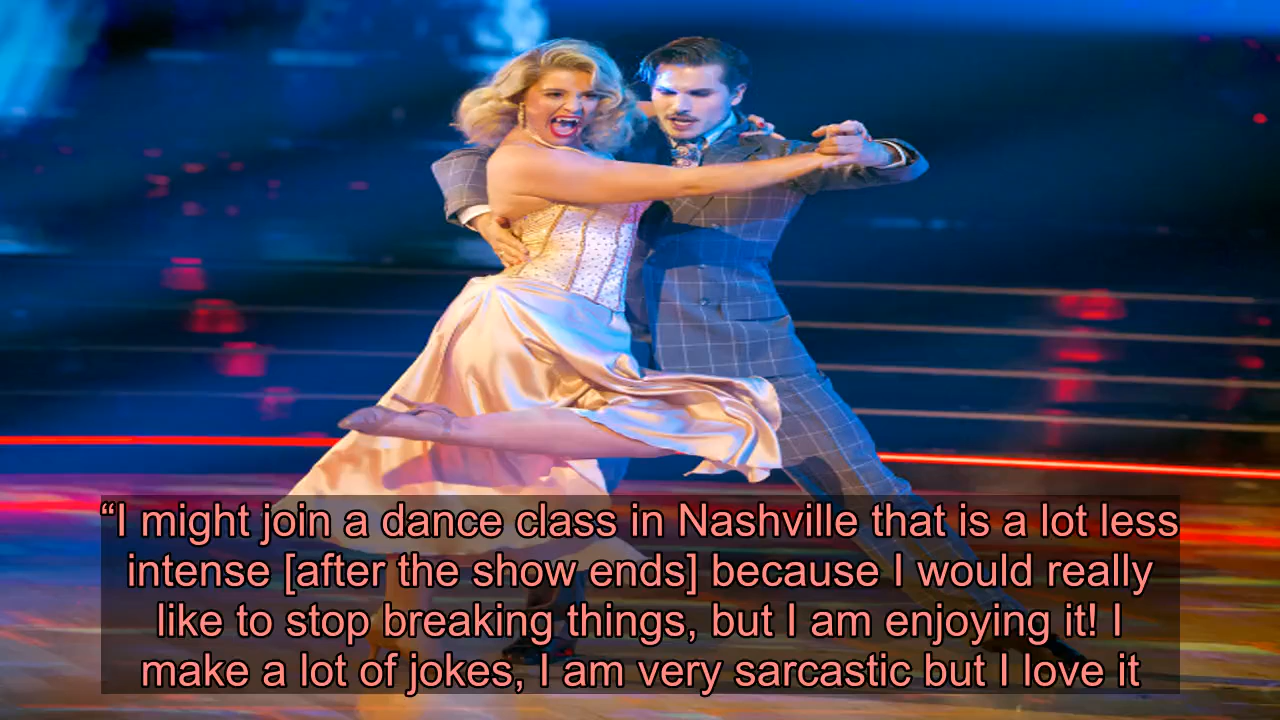 “I might join a dance class in Nashville that is a lot less
intense [after the show ends] because I would really
like to stop breaking things, but I am enjoying it! I
make a lot of jokes, I am very sarcastic but I love it